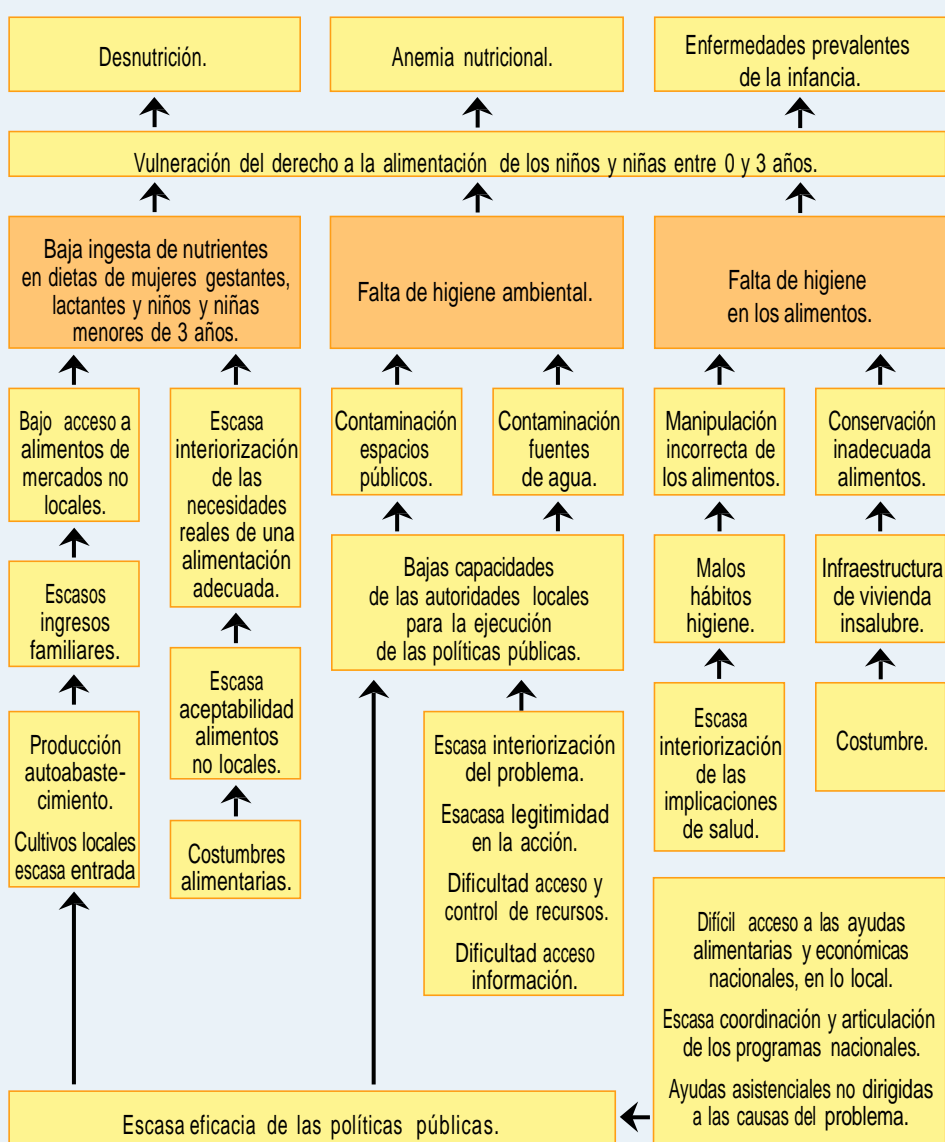 Desnutrición.
Anemia nutricional.
Enfermedades prevalentes
de la infancia.
Vulneración del derecho a la alimentación de los niños y niñas entre 0 y 3 años.
Baja ingesta de nutrientes
en dietas de mujeres gestantes,
lactantes y niños y niñas
menores de 3 años.
Falta de higiene ambiental.
Falta de higiene
en los alimentos.
Bajo acceso a
alimentos de
mercados no
locales.
Escasa
interiorización
de las
necesidades
reales de una
alimentación
adecuada.
Contaminación
espacios
públicos.
Contaminación
fuentes
de agua.
Manipulación
incorrecta de
los alimentos.
Conservación
inadecuada
alimentos.
Escasos
ingresos
familiares.
Bajas capacidades
de las autoridades locales
para la ejecución
de las políticas públicas.
Malos
hábitos
higiene.
Infraestructura
de vivienda
insalubre.
Escasa
aceptabilidad
alimentos
no locales.
Producción
autoabaste-
cimiento.
Cultivos locales
escasa entrada
Escasa interiorización
del problema.
Esacasa legitimidad
en la acción.
Dificultad acceso y
control de recursos.
Dificultad acceso
información.
Escasa
interiorización
de las
implicaciones
de salud.
Costumbre.
Costumbres
alimentarias.
Difícil acceso a las ayudas
alimentarias y económicas
nacionales, en lo local.
Escasa coordinación y articulación
de los programas nacionales.
Ayudas asistenciales no dirigidas
a las causas del problema.
Escasa eficacia de las políticas públicas.